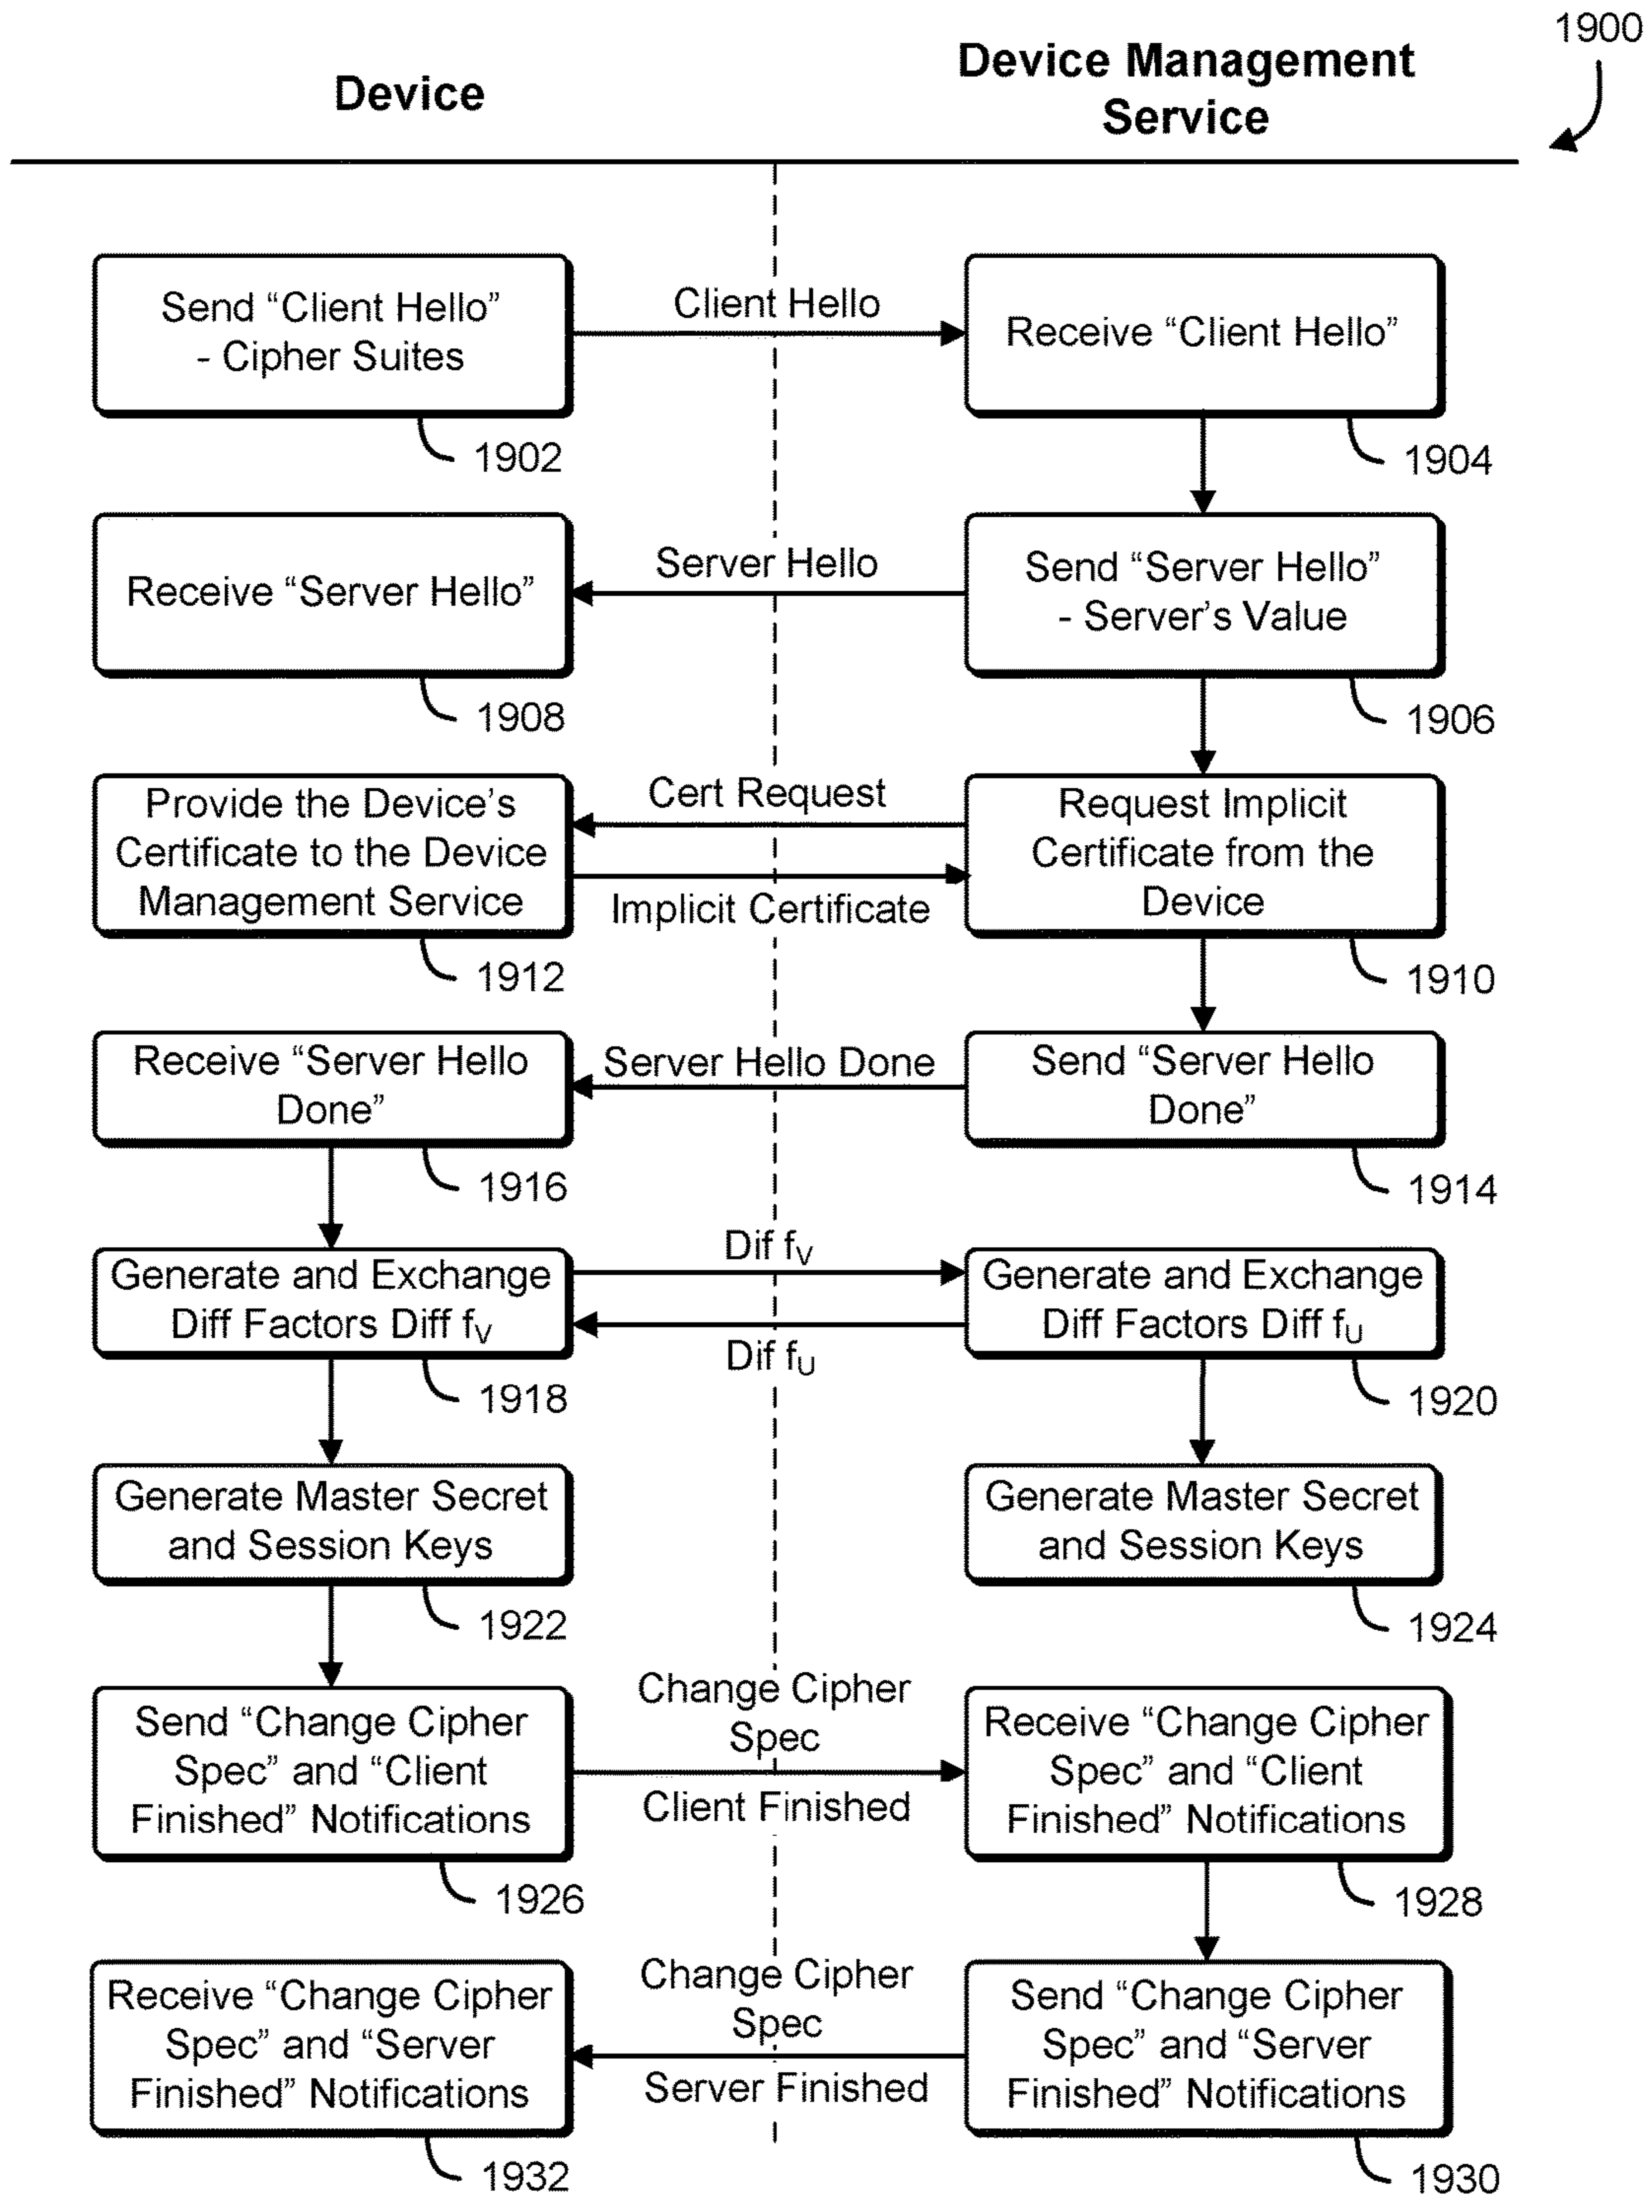 1900
Device
Device Management
Service
Send “Client Hello”
- Cipher Suites
Client Hello
Receive “Client Hello”
1902
1904
Receive “Server Hello”
Server Hello
Send “Server Hello”
- Server’s Value
1908
1906
Provide the Device’s
Certificate to the Device
Management Service
Cert Request
Implicit Certificate
Request Implicit
Certificate from the
Device
1912
1910
Receive “Server Hello
Done”
Server Hello Done
Send “Server Hello
Done”
1916
1914
Generate and Exchange
Diff Factors Diff fV
Dif fV
Dif fU
Generate and Exchange
Diff Factors Diff fU
1918
1920
Generate Master Secret
and Session Keys
Generate Master Secret
and Session Keys
1922
1924
Send “Change Cipher
Spec” and “Client
Finished” Notifications
Change Cipher
Spec
Client Finished
Receive “Change Cipher
Spec” and “Client
Finished” Notifications
1926
1928
Receive “Change Cipher
Spec” and “Server
Finished” Notifications
Change Cipher
Spec
Server Finished
Send “Change Cipher
Spec” and “Server
Finished” Notifications
1932
1930